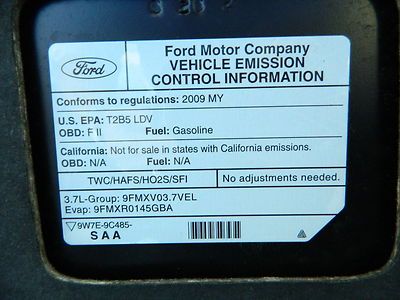 Ford
Ford Motor Company
VEHICLE EMISSION
CONTROL INFORMATION
Conforms to regulations: 2009 MY
U.S. EPA: T2B5 LDV
OBD: F II Fuel: Gasoline
California: Not for sale in states with California emissions.
OBD: N/A Fuel: N/A
TWC/HAFS/HO2S/SFI No adjustments needed.
3.7L-Group: 9FMXV03.7VEL
Evap: 9FMXR0145GBA
9W7E-9C485-
SAA